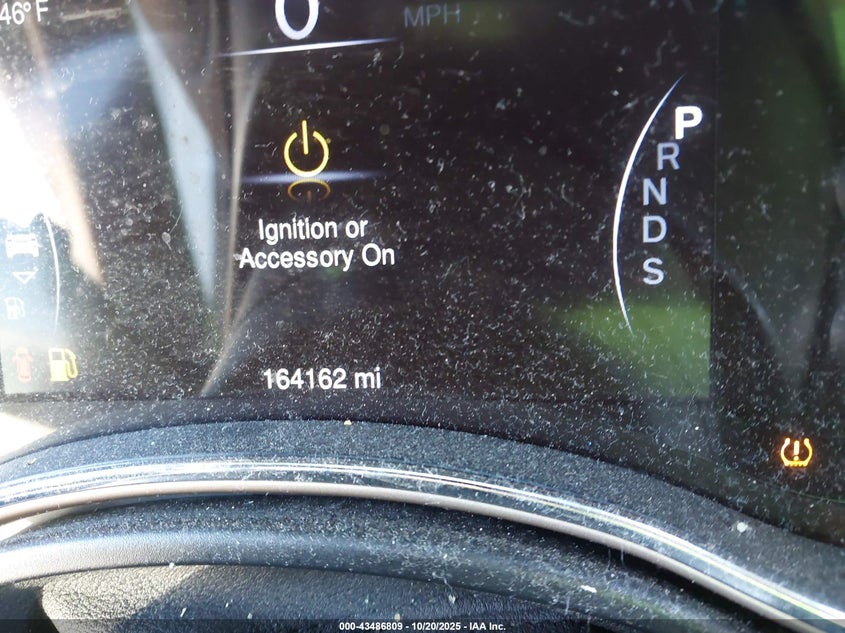 46°F
0 MPH
P
R
N
D
S
Ignition or
Accessory On
164162 mi
000-43486809 - 10/20/2025 - IAA Inc.